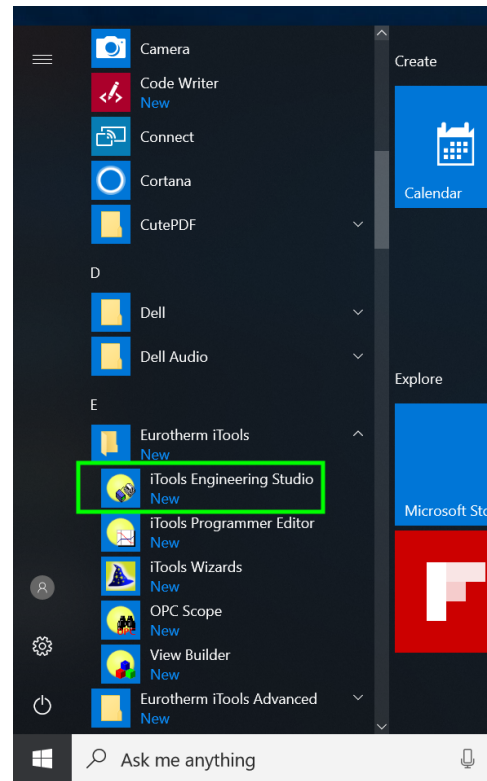 Camera
Code Writer
New
Connect
Cortana
CutePDF
D
Dell
Dell Audio
E
Eurotherm iTools
New
iTools Engineering Studio
New
iTools Programmer Editor
New
iTools Wizards
New
OPC Scope
New
View Builder
New
Eurotherm iTools Advanced
New
Ask me anything
Create
Calendar
Explore
Microsoft Sto